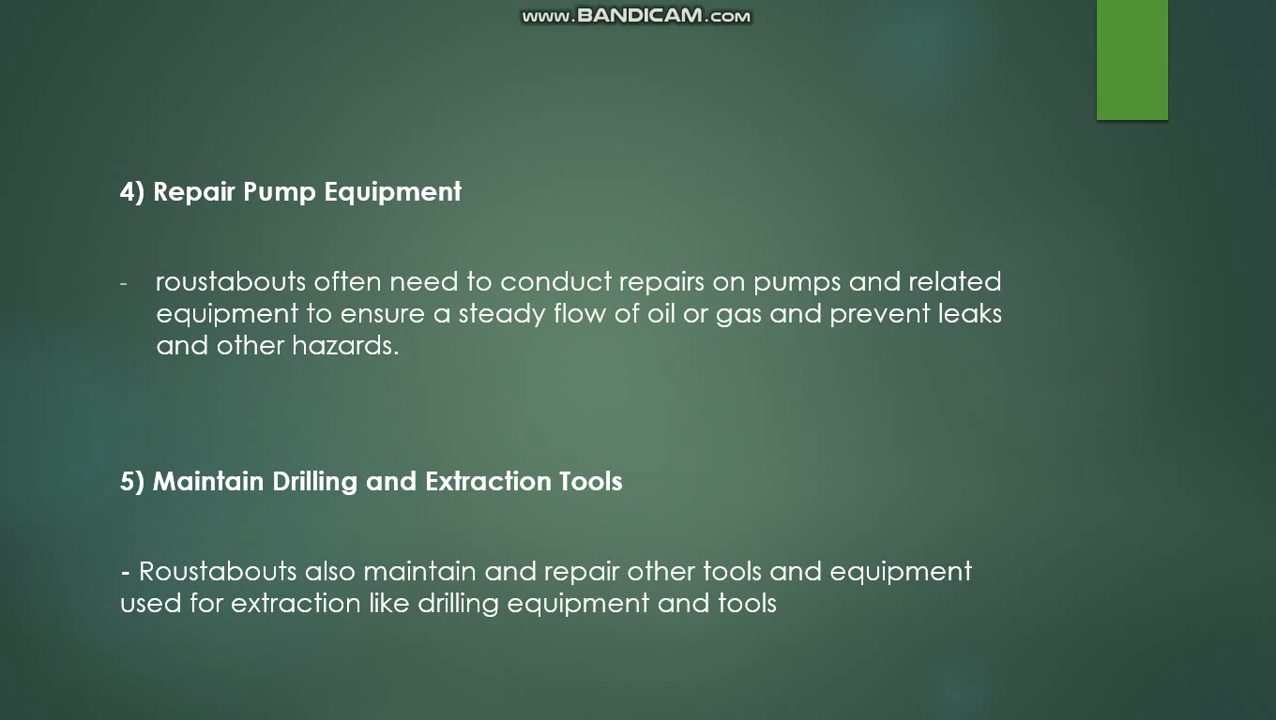 www.BANDICAM.com
4) Repair Pump Equipment
- roustabouts often need to conduct repairs on pumps and related
equipment to ensure a steady flow of oil or gas and prevent leaks
and other hazards.
5) Maintain Drilling and Extraction Tools
- Roustabouts also maintain and repair other tools and equipment
used for extraction like drilling equipment and tools